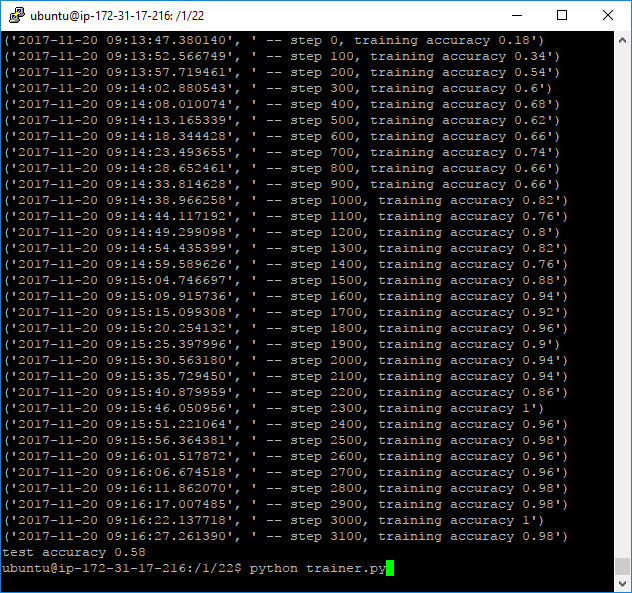 ubuntu@ip-172-31-17-216: /1/22
('2017-11-20 09:13:47.380140', ' -- step 0, training accuracy 0.18')
('2017-11-20 09:13:52.566749', ' -- step 100, training accuracy 0.34')
('2017-11-20 09:13:57.719461', ' -- step 200, training accuracy 0.54')
('2017-11-20 09:14:02.880543', ' -- step 300, training accuracy 0.6')
('2017-11-20 09:14:08.010074', ' -- step 400, training accuracy 0.68')
('2017-11-20 09:14:13.165339', ' -- step 500, training accuracy 0.62')
('2017-11-20 09:14:18.344428', ' -- step 600, training accuracy 0.66')
('2017-11-20 09:14:23.493655', ' -- step 700, training accuracy 0.74')
('2017-11-20 09:14:28.652461', ' -- step 800, training accuracy 0.66')
('2017-11-20 09:14:33.814628', ' -- step 900, training accuracy 0.66')
('2017-11-20 09:14:38.966258', ' -- step 1000, training accuracy 0.82')
('2017-11-20 09:14:44.117192', ' -- step 1100, training accuracy 0.76')
('2017-11-20 09:14:49.299098', ' -- step 1200, training accuracy 0.8')
('2017-11-20 09:14:54.435399', ' -- step 1300, training accuracy 0.82')
('2017-11-20 09:14:59.589626', ' -- step 1400, training accuracy 0.76')
('2017-11-20 09:15:04.746697', ' -- step 1500, training accuracy 0.88')
('2017-11-20 09:15:09.915736', ' -- step 1600, training accuracy 0.94')
('2017-11-20 09:15:15.099308', ' -- step 1700, training accuracy 0.92')
('2017-11-20 09:15:20.254132', ' -- step 1800, training accuracy 0.96')
('2017-11-20 09:15:25.397996', ' -- step 1900, training accuracy 0.9')
('2017-11-20 09:15:30.563180', ' -- step 2000, training accuracy 0.94')
('2017-11-20 09:15:35.729450', ' -- step 2100, training accuracy 0.94')
('2017-11-20 09:15:40.879959', ' -- step 2200, training accuracy 0.86')
('2017-11-20 09:15:46.050956', ' -- step 2300, training accuracy 1')
('2017-11-20 09:15:51.221064', ' -- step 2400, training accuracy 0.96')
('2017-11-20 09:15:56.364381', ' -- step 2500, training accuracy 0.98')
('2017-11-20 09:16:01.517872', ' -- step 2600, training accuracy 0.96')
('2017-11-20 09:16:06.674518', ' -- step 2700, training accuracy 0.96')
('2017-11-20 09:16:11.862070', ' -- step 2800, training accuracy 0.98')
('2017-11-20 09:16:17.007485', ' -- step 2900, training accuracy 0.98')
('2017-11-20 09:16:22.137718', ' -- step 3000, training accuracy 1')
('2017-11-20 09:16:27.261390', ' -- step 3100, training accuracy 0.98')
test accuracy 0.58
ubuntu@ip-172-31-17-216:/1/22$ python trainer.py